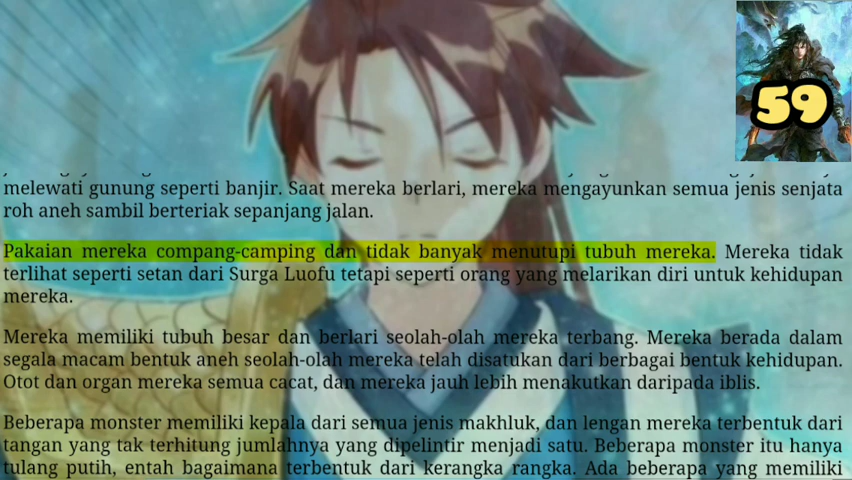 59
melewati gunung seperti banjir. Saat mereka berlari, mereka mengayunkan semua jenis senjata
roh aneh sambil berteriak sepanjang jalan.
Pakaian mereka compang-camping dan tidak banyak menutupi tubuh mereka. Mereka tidak
terlihat seperti setan dari Surga Luofu tetapi seperti orang yang melarikan diri untuk kehidupan
mereka.
Mereka memiliki tubuh besar dan berlari seolah-olah mereka terbang. Mereka berada dalam
segala macam bentuk aneh seolah-olah mereka telah disatukan dari berbagai bentuk kehidupan.
Otot dan organ mereka semua cacat, dan mereka jauh lebih menakutkan daripada iblis.
Beberapa monster memiliki kepala dari semua jenis makhluk, dan lengan mereka terbentuk dari
tangan yang tak terhitung jumlahnya yang dipelintir menjadi satu. Beberapa monster itu hanya
tulang putih, entah bagaimana terbentuk dari kerangka rangka. Ada beberapa yang memiliki